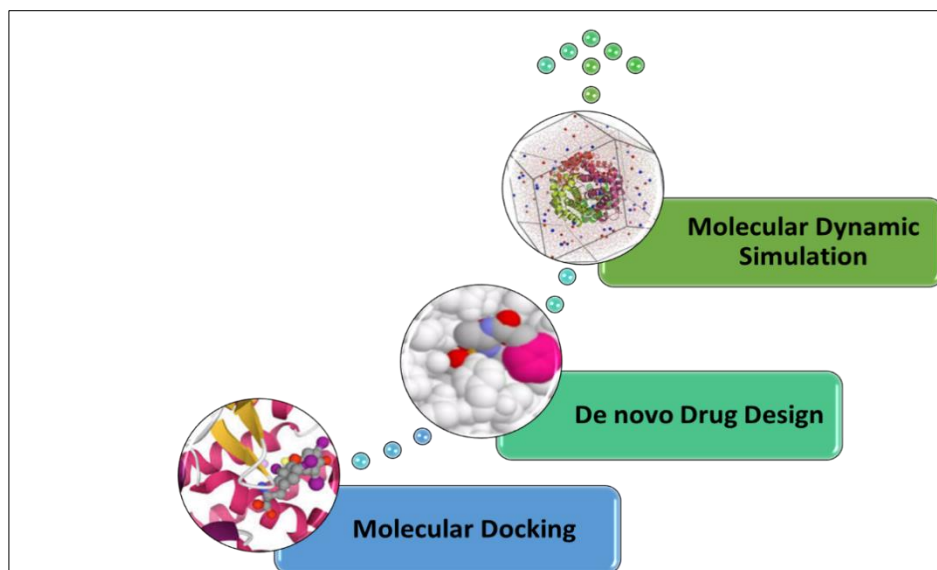 Molecular Dynamic
Simulation
De novo Drug Design
Molecular Docking